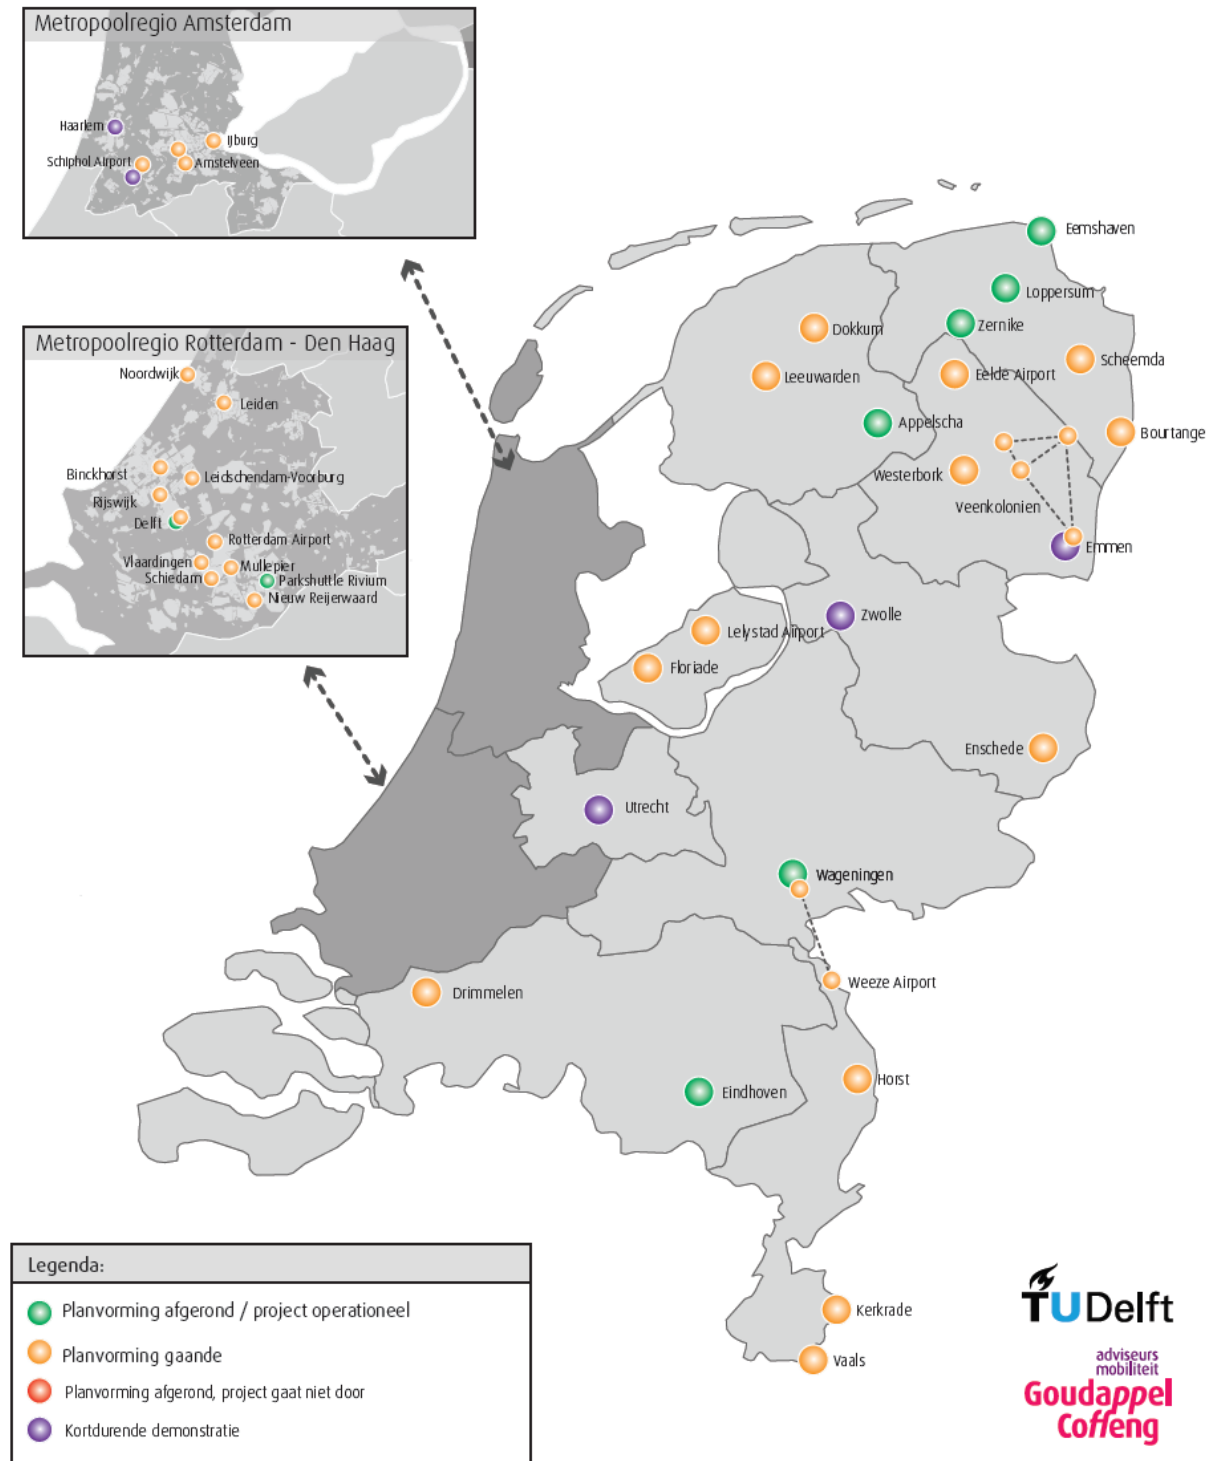 Metropoolregio Amsterdam
Haarlem
IJburg
Schiphol Airport
Amstelveen
Eemshaven
Loppersum
Metropoolregio Rotterdam - Den Haag
Zernike
Dokkum
Scheemda
Noordwijk
Leeuwarden
Eelde Airport
Leiden
Appelscha
Bourtange
Binckhorst
Leidschendam-Voorburg
Westerbork
Rijswijk
Veenkolonien
Delft
Rotterdam Airport
Emmen
Vlaardingen
Mullepier
Schiedam
Parkshuttle Rivium
Nieuw Reijerwaard
Zwolle
Lelystad Airport
Floriade
Enschede
Utrecht
Wageningen
Weeze Airport
Drimmelen
Horst
Eindhoven
Legenda:
Planvorming afgerond / project operationeel
Planvorming gaande
Planvorming afgerond, project gaat niet door
Kortdurende demonstratie
Kerkrade
Vaals
TU Delft
adviseurs
mobiliteit
Goudappel
Coffeng